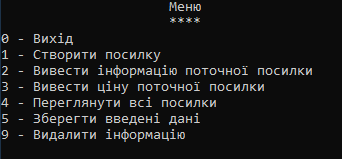 Меню
****
0 - Вихід
1 - Створити посилку
2 - Вивести інформацію поточної посилки
3 - Вивести ціну поточної посилки
4 - Переглянути всі посилки
5 - Зберегти введені дані
9 - Видалити інформацію